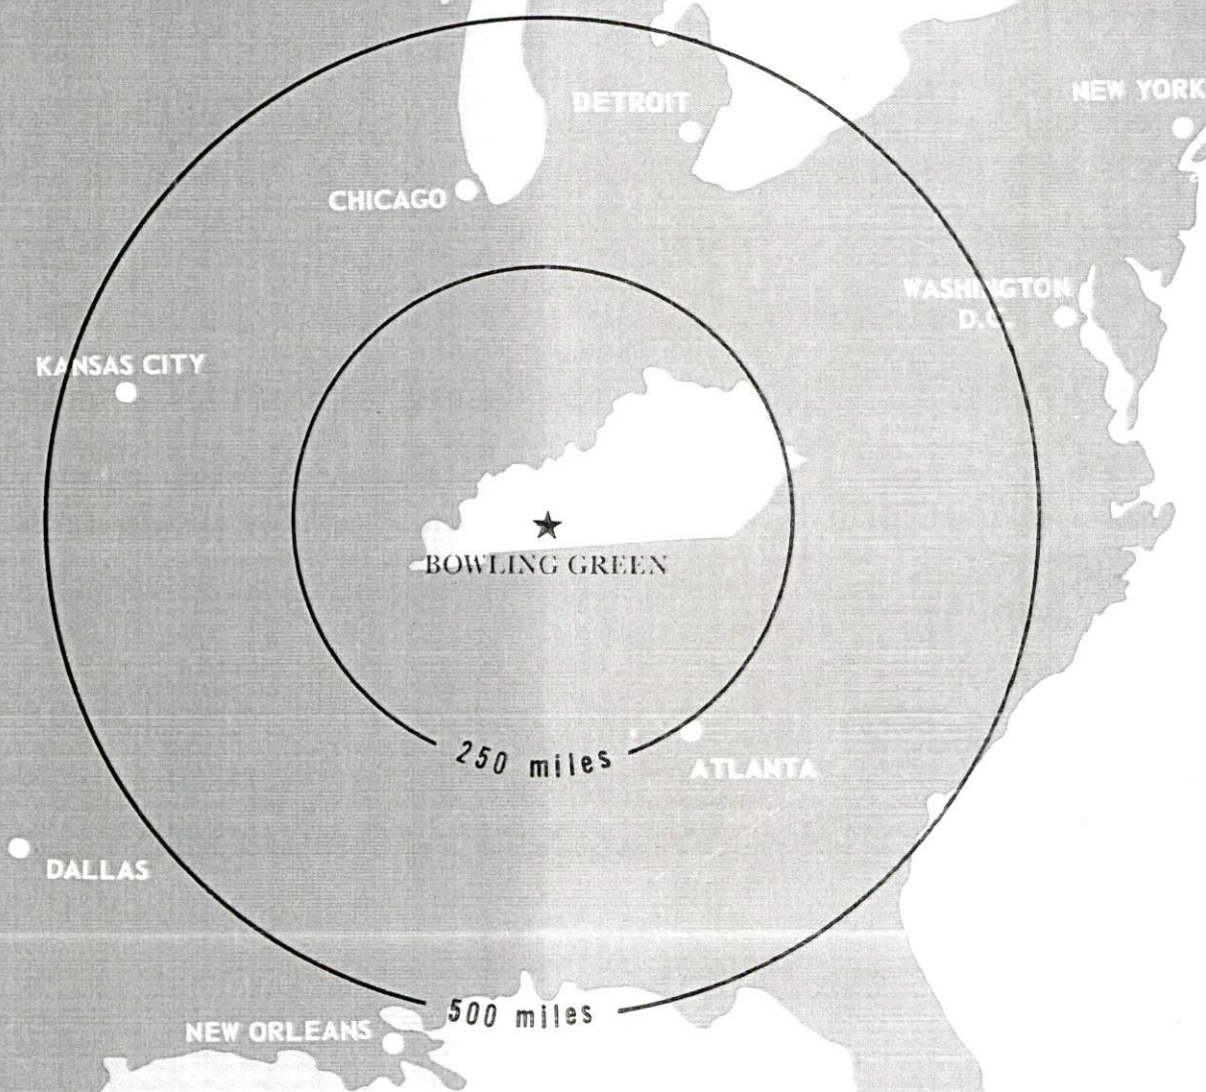 NEW YORK
DETROIT
CHICAGO
WASHINGTON
D.C.
KANSAS CITY
BOWLING GREEN
250 miles
ATLANTA
DALLAS
500 miles
NEW ORLEANS